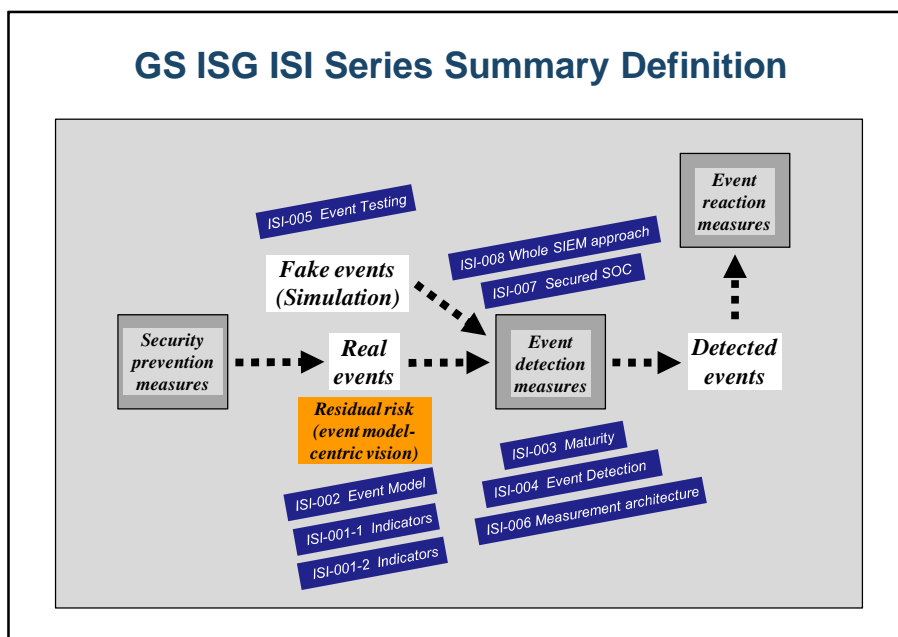 GS ISG ISI Series Summary Definition
Event
reaction
measures
ISI-005 Event Testing
ISI-008 Whole SIEM approach
ISI-007 Secured SOC
Fake events
(Simulation)
Security
prevention
measures
Real
events
Event
detection
measures
Detected
events
Residual risk
(event model-
centric vision)
ISI-003 Maturity
ISI-004 Event Detection
ISI-006 Measurement architecture
ISI-002 Event Model
ISI-001-1 Indicators
ISI-001-2 Indicators